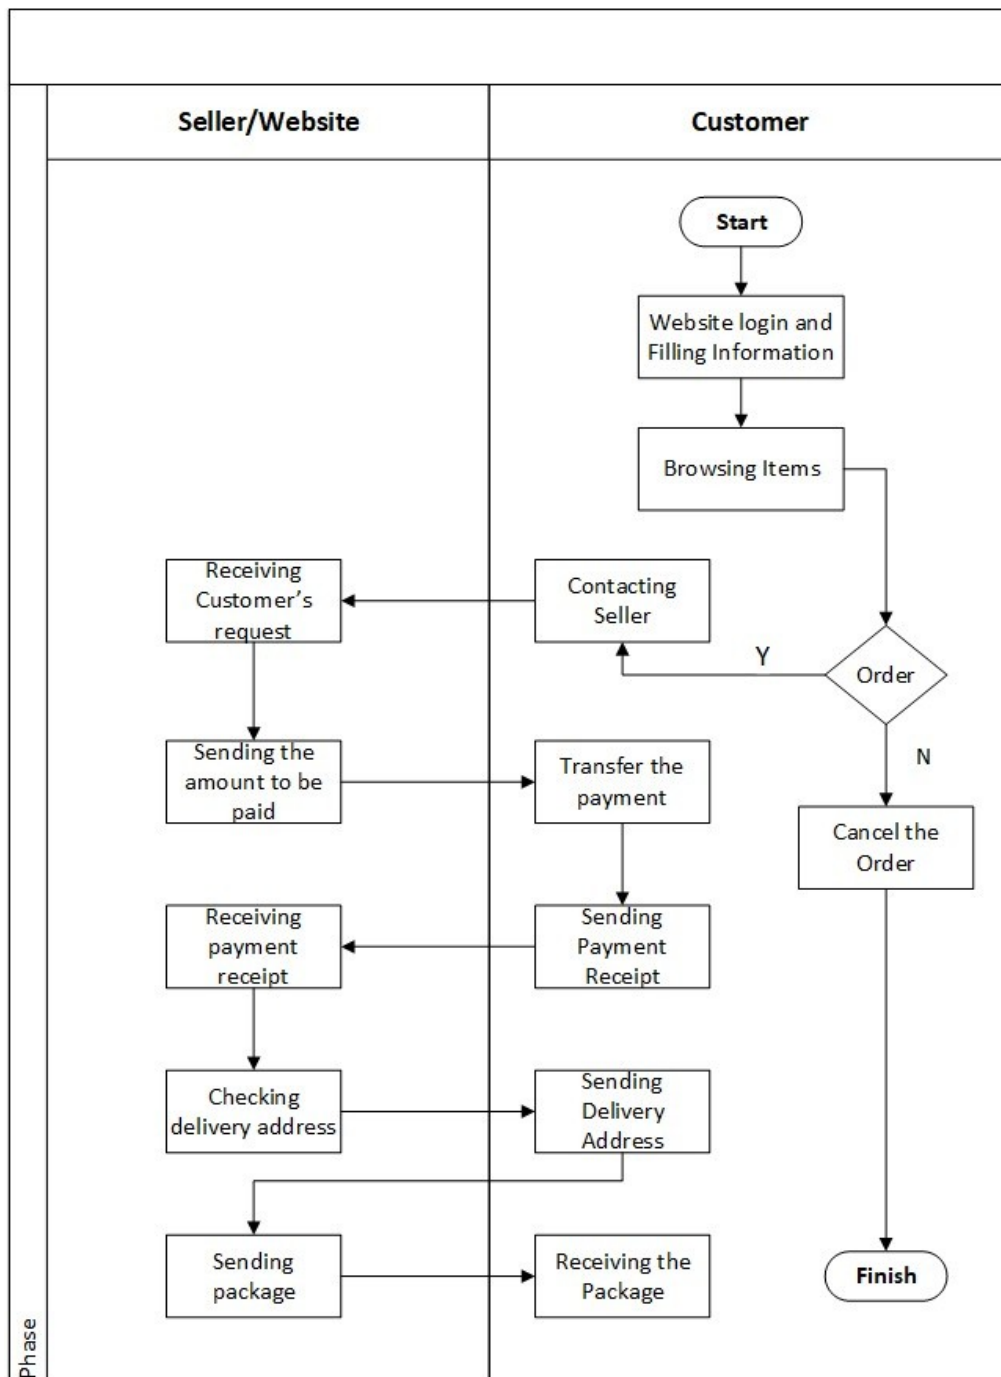 Seller/Website
Customer
Start
Website login and
Filling Information
Browsing Items
Receiving
Customer’s
request
Contacting
Seller
Order
Y
N
Sending the
amount to be
paid
Transfer the
payment
Cancel the
Order
Receiving
payment
receipt
Sending
Payment
Receipt
Checking
delivery address
Sending
Delivery
Address
Sending
package
Receiving the
Package
Finish
Phase